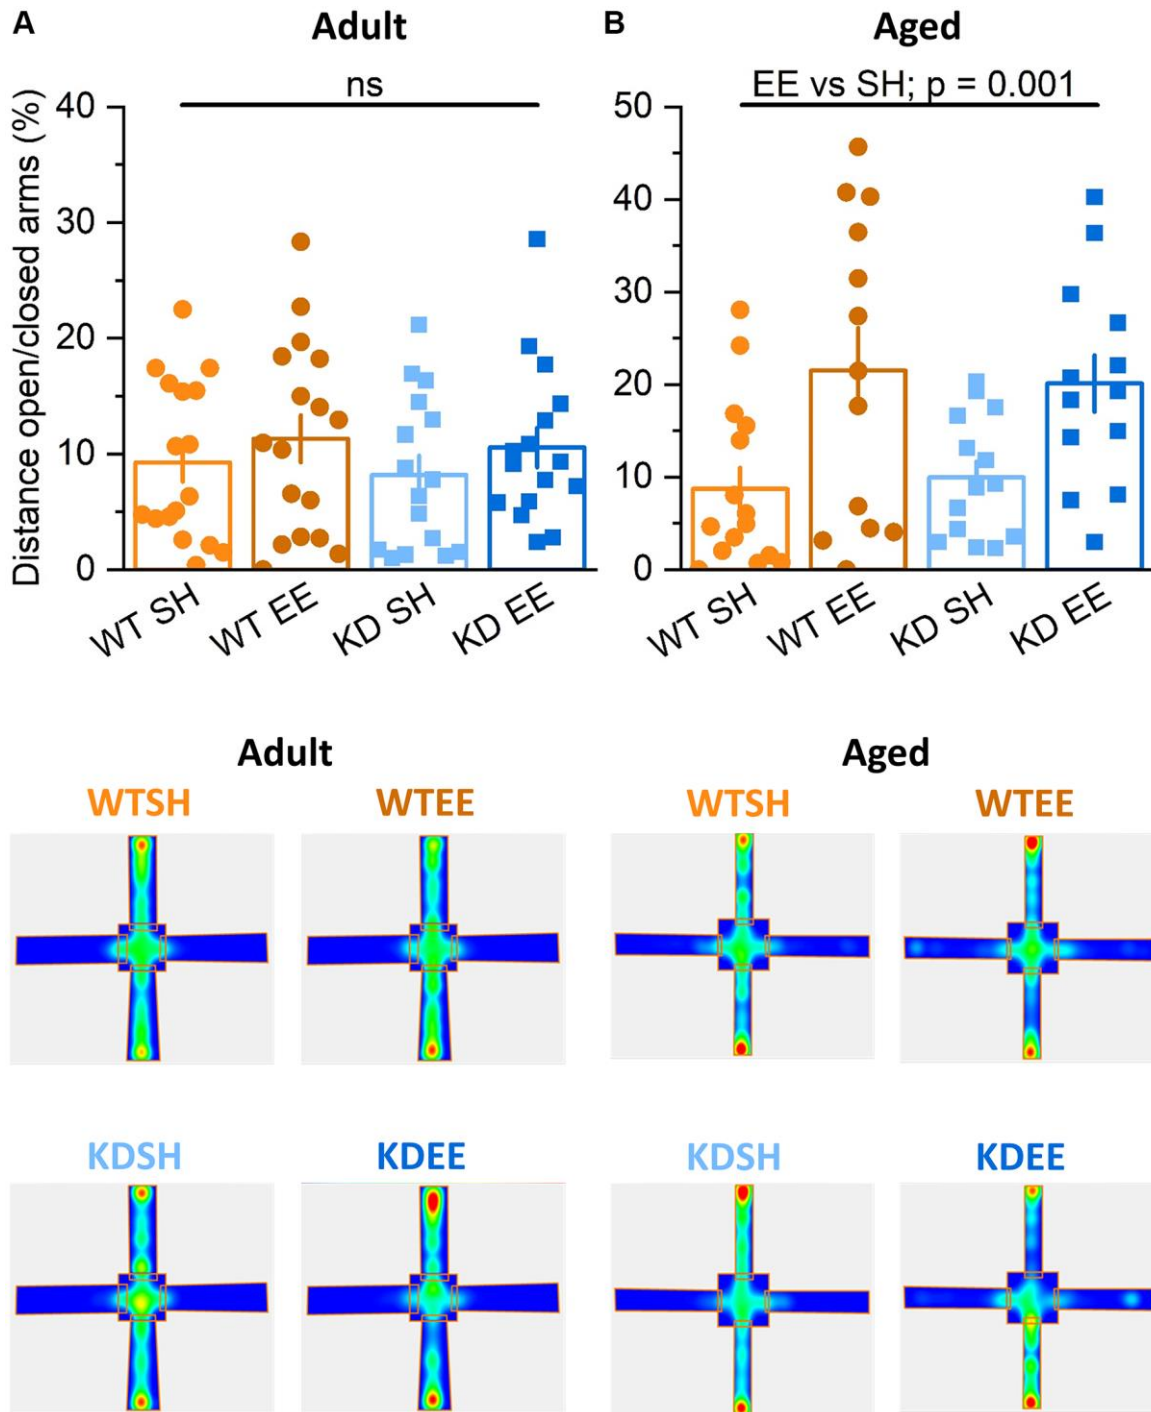 A Adult
B Aged
Distance open/closed arms (%)
ns
40
30
20
10
0
WT SH
WT EE
KD SH
KD EE
EE vs SH; p = 0.001
50
40
30
20
10
0
WT SH
WT EE
KD SH
KD EE
Adult
Aged
WTSH
WTEE
WTSH
WTEE
KDSH
KDEE
KDSH
KDEE